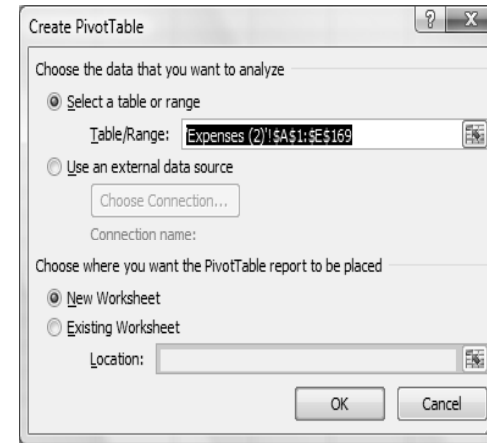 Create PivotTable
Choose the data that you want to analyze
Select a table or range
Table/Range: 'Expenses (2)'!$A$1:$E$169
Use an external data source
Choose Connection...
Connection name:
Choose where you want the PivotTable report to be placed
New Worksheet
Existing Worksheet
Location:
OK Cancel